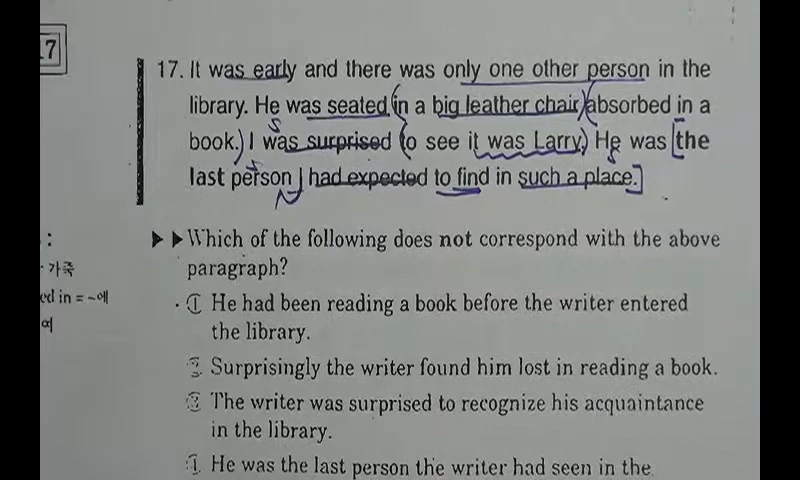 17
17. It was early and there was only one other person in the
library. He was seated in a big leather chair, absorbed in a
book. I was surprised to see it was Larry. He was the
last person I had expected to find in such a place.
▶▶Which of the following does not correspond with the above
paragraph?
① He had been reading a book before the writer entered
the library.
② Surprisingly the writer found him lost in reading a book.
③ The writer was surprised to recognize his acquaintance
in the library.
④ He was the last person the writer had seen in the
:
가죽
ed in = ~에
여